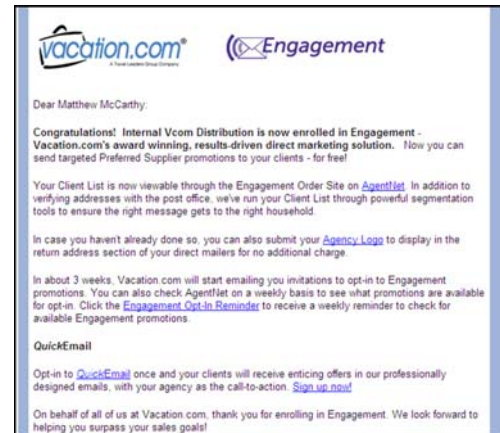 vacation.com®
A Travel Leaders Group Company
Engagement
Dear Matthew McCarthy:
Congratulations! Internal Vcom Distribution is now enrolled in Engagement -
Vacation.com's award winning, results-driven direct marketing solution. Now you can
send targeted Preferred Supplier promotions to your clients - for free!
Your Client List is now viewable through the Engagement Order Site on AgentNet. In addition to
verifying addresses with the post office, we've run your Client List through powerful segmentation
tools to ensure the right message gets to the right household.
In case you haven't already done so, you can also submit your Agency Logo to display in the
return address section of your direct mailers for no additional charge.
In about 3 weeks, Vacation.com will start emailing you invitations to opt-in to Engagement
promotions. You can also check AgentNet on a weekly basis to see what promotions are available
for opt-in. Click the Engagement Opt-In Reminder to receive a weekly reminder to check for
available Engagement promotions.
QuickEmail
Opt-in to QuickEmail once and your clients will receive enticing offers in our professionally
designed emails, with your agency as the call-to-action. Sign up now!
On behalf of all of us at Vacation.com, thank you for enrolling in Engagement. We look forward to
helping you surpass your sales goals!